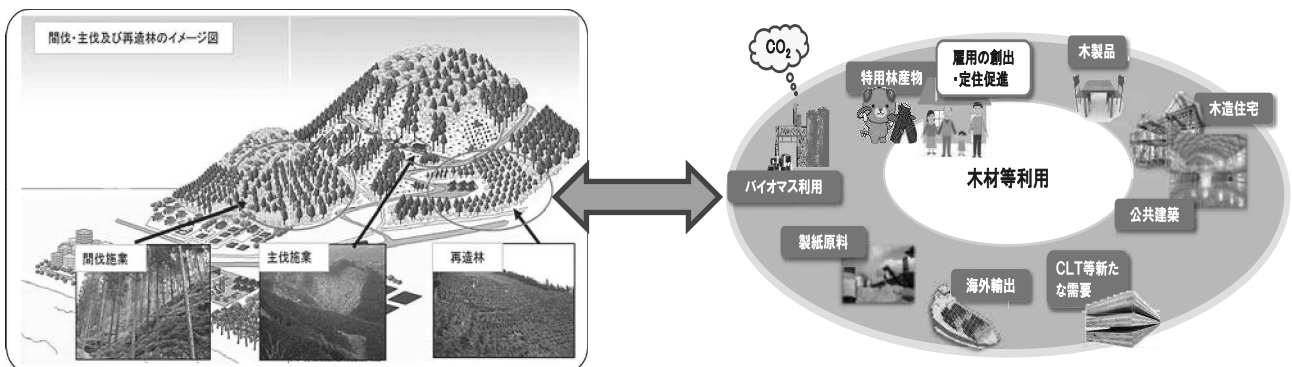 間伐・主伐及び再造林のイメージ図
間伐施業
主伐施業
再造林
CO₂
特用林産物
雇用の創出
・定住促進
木製品
木造住宅
バイオマス利用
木材等利用
公共建築
製紙原料
海外輸出
CLT等新た
な需要